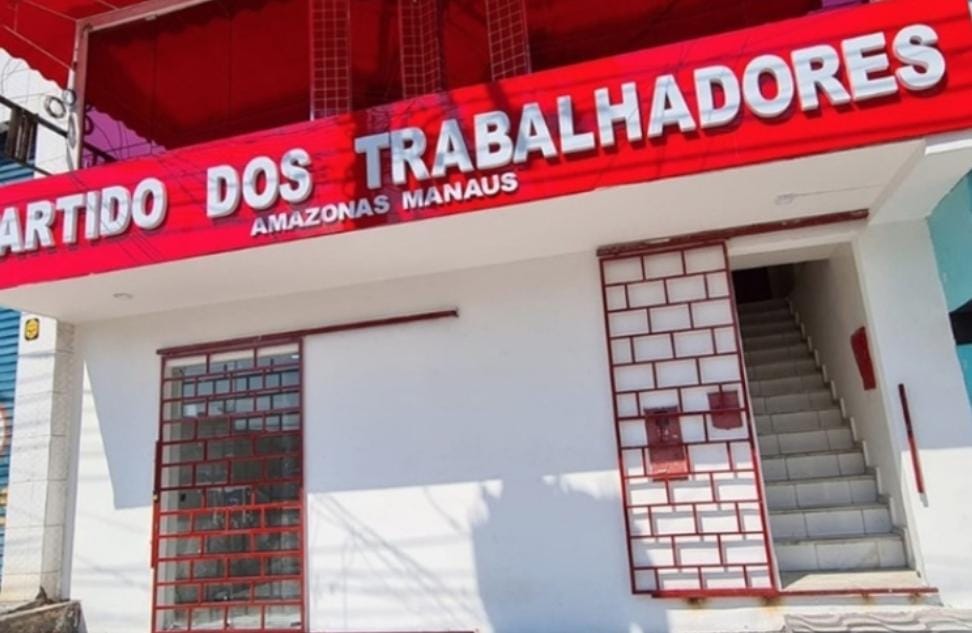 ARTIDO DOS TRABALHADORES
AMAZONAS MANAUS